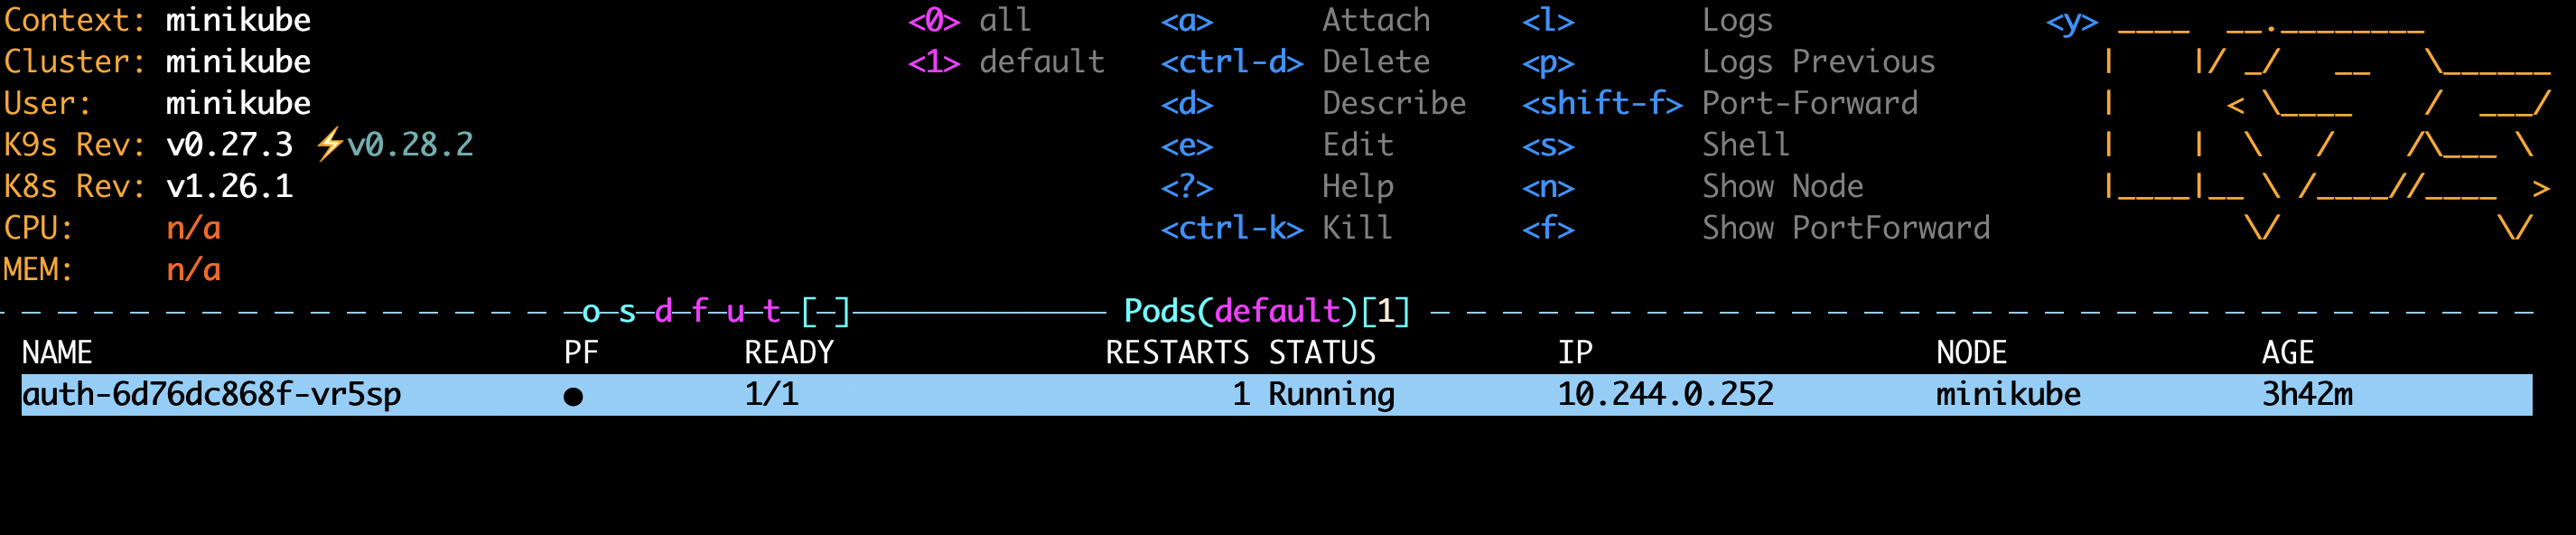 Context: minikube <0> all <a> Attach <l> Logs <y>
Cluster: minikube <1> default <ctrl-d> Delete <p> Logs Previous
User: minikube <d> Describe <shift-f> Port-Forward
K9s Rev: v0.27.3 ⚡v0.28.2 <e> Edit <s> Shell
K8s Rev: v1.26.1 <?> Help <n> Show Node
CPU: n/a <ctrl-k> Kill <f> Show PortForward
MEM: n/a
o-s-d-f-u-t-[-] Pods(default)[1]
NAME PF READY RESTARTS STATUS IP NODE AGE
auth-6d76dc868f-vr5sp ● 1/1 1 Running 10.244.0.252 minikube 3h42m